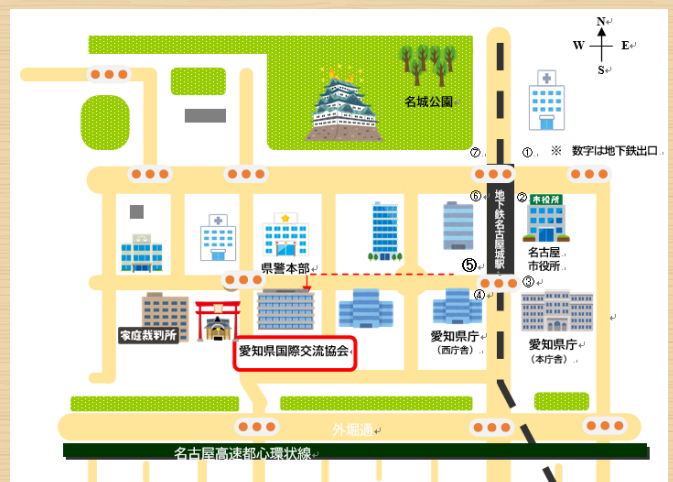 N
W E
S
名城公園
⑦ ① ※ 数字は地下鉄出口
⑥ 地下鉄名古屋城駅 ② 市役所
名古屋
市役所
県警本部 ⑤
③
④
家庭裁判所
愛知県国際交流協会
愛知県庁
(西庁舎)
愛知県庁
(本庁舎)
外堀通
名古屋高速都心環状線